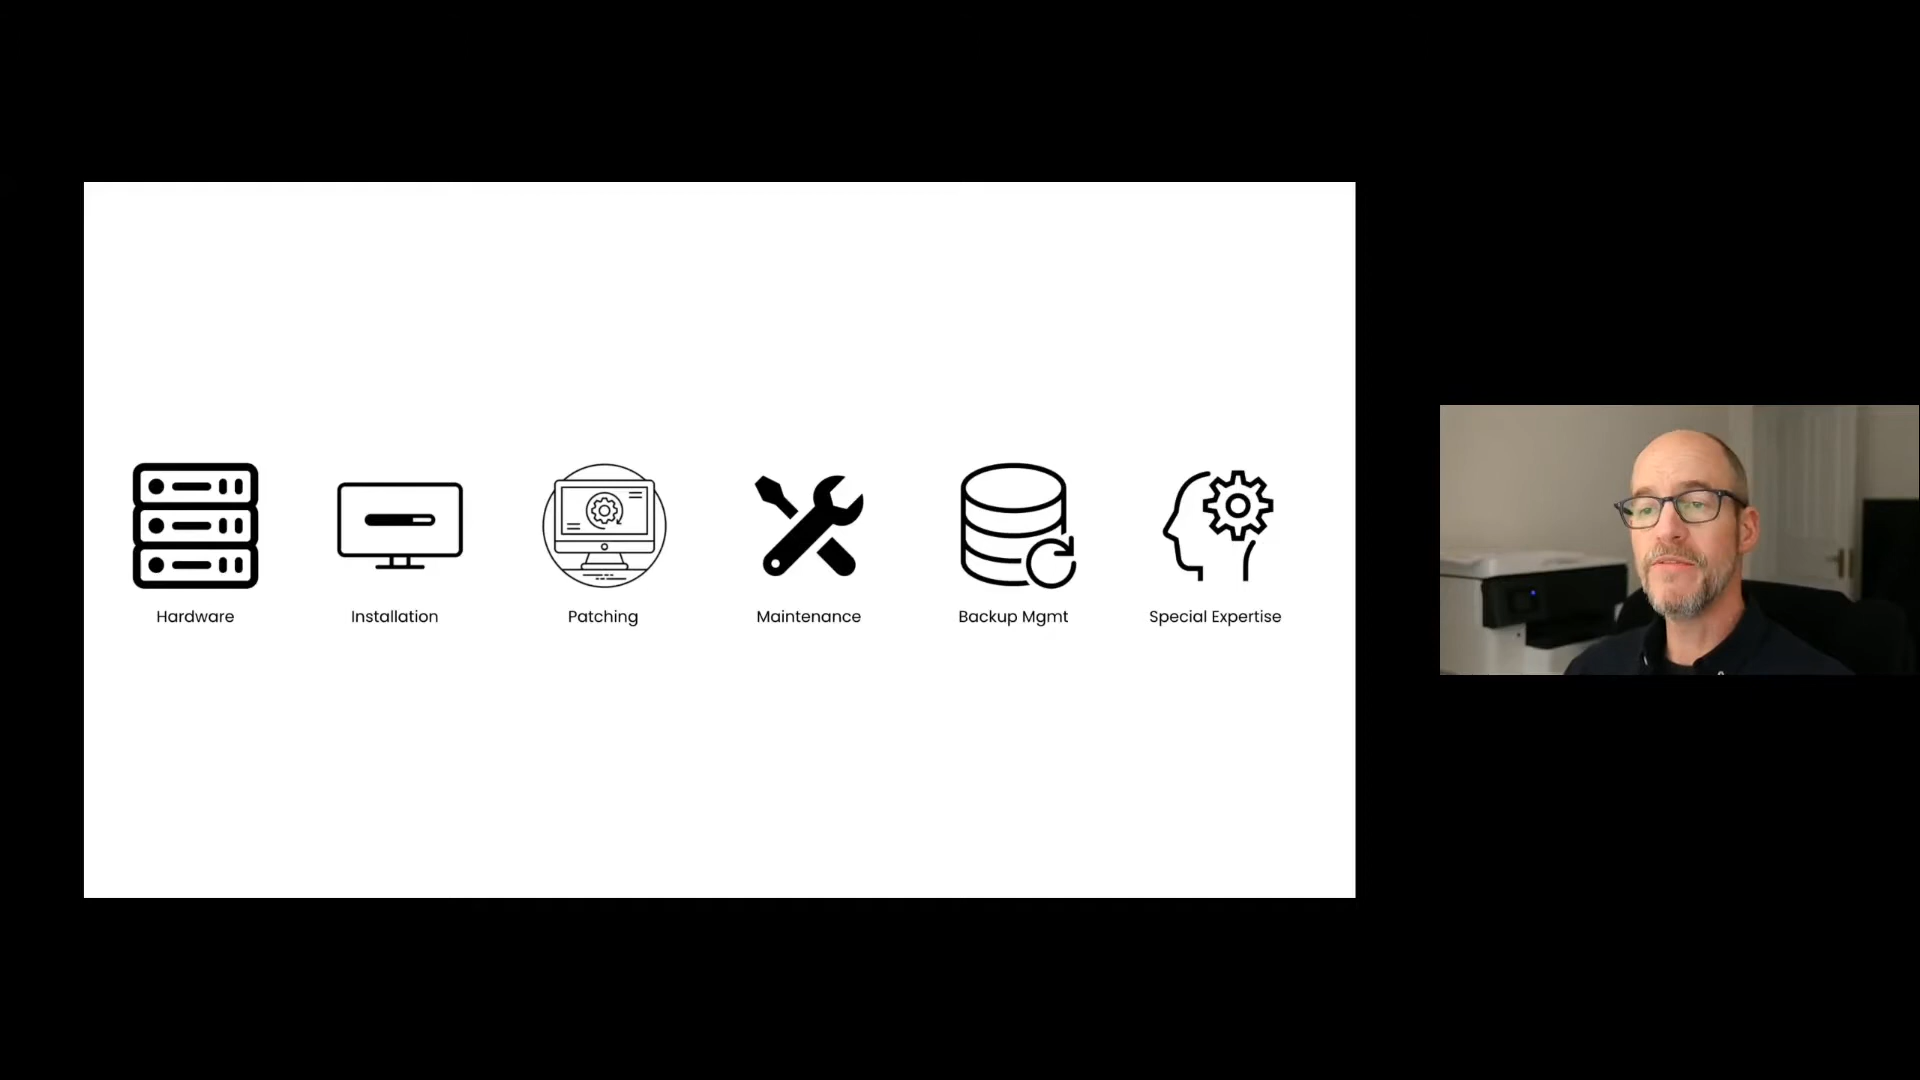 Hardware
Installation
Patching
Maintenance
Backup Mgmt
Special Expertise